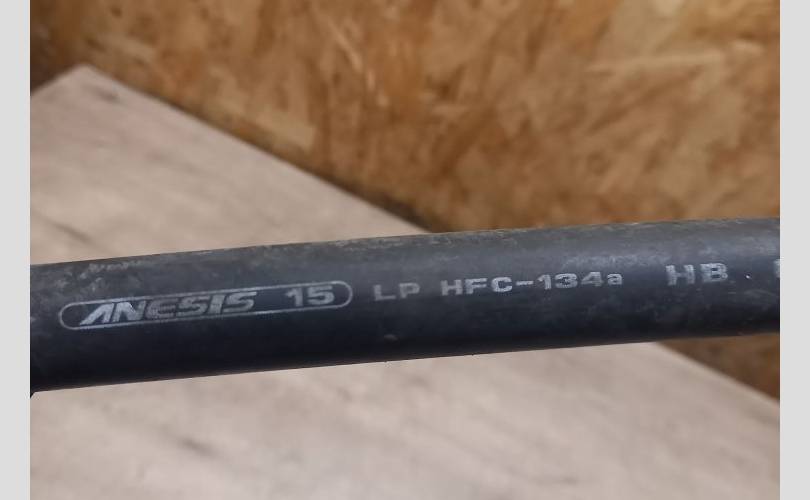 ANESIS 15 LP HFC-134a HB